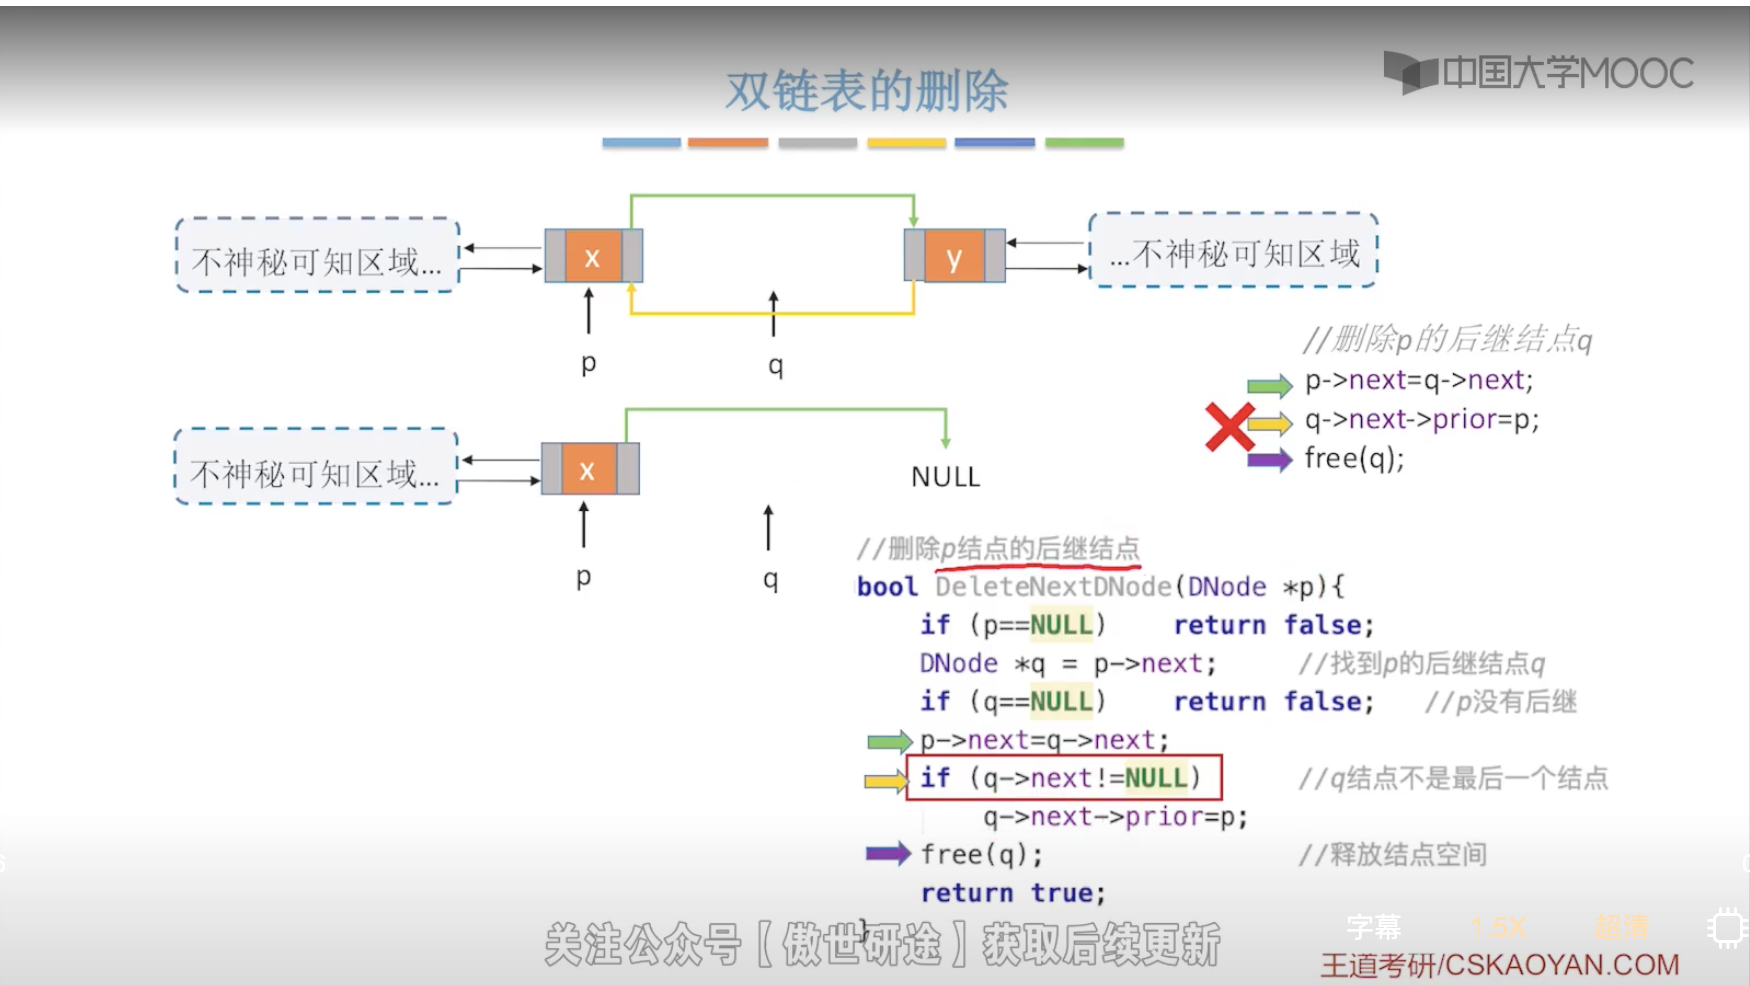 中国大学MOOC
双链表的删除
不神秘可知区域...
x
y
...不神秘可知区域
p
q
//删除p的后继结点q
p->next=q->next;
q->next->prior=p;
free(q);
不神秘可知区域...
x
NULL
p
q
//删除p结点的后继结点
bool DeleteNextDNode(DNode *p){
if (p==NULL) return false;
DNode *q = p->next; //找到p的后继结点q
if (q==NULL) return false; //p没有后继
p->next=q->next;
if (q->next!=NULL) //q结点不是最后一个结点
q->next->prior=p;
free(q); //释放结点空间
return true;
}
关注公众号【傲世研途】获取后续更新
字幕 1.5X 超清
王道考研/CSKAOYAN.COM